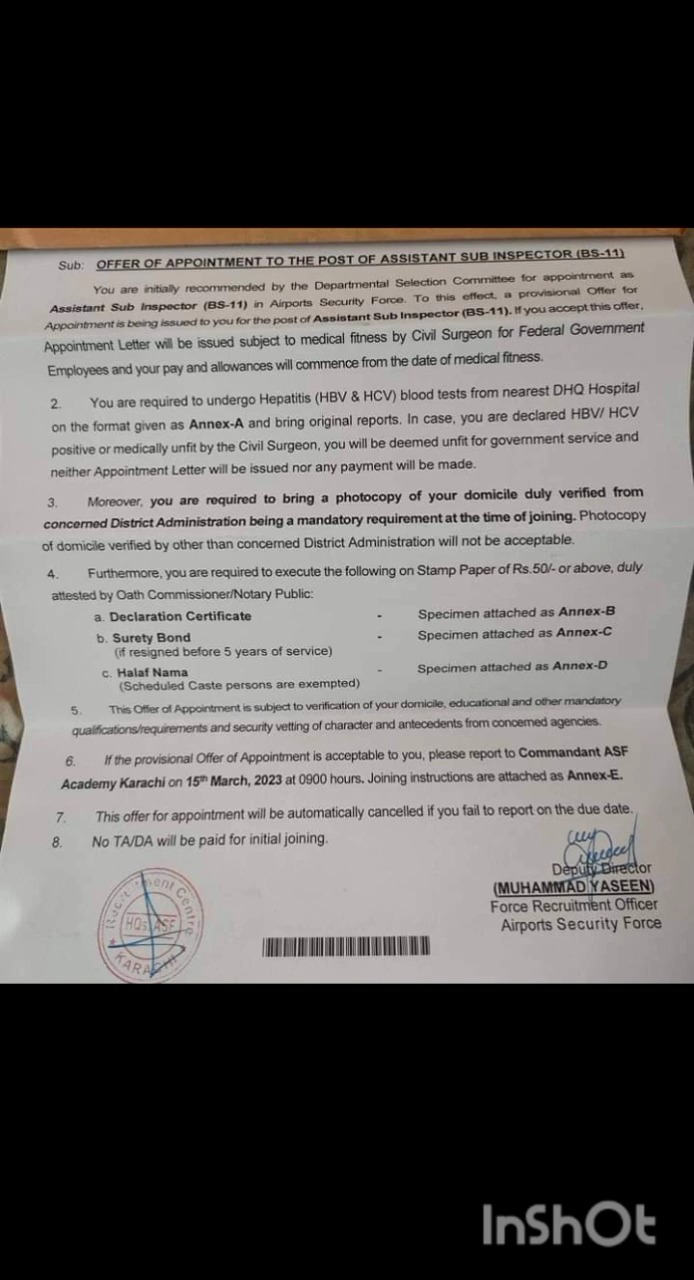 Sub: OFFER OF APPOINTMENT TO THE POST OF ASSISTANT SUB INSPECTOR (BS-11)
You are initially recommended by the Departmental Selection Committee for appointment as
Assistant Sub Inspector (BS-11) in Airports Security Force. To this effect, a provisional Offer for
Appointment is being issued to you for the post of Assistant Sub Inspector (BS-11). If you accept this offer,
Appointment Letter will be issued subject to medical fitness by Civil Surgeon for Federal Government
Employees and your pay and allowances will commence from the date of medical fitness.
2. You are required to undergo Hepatitis (HBV & HCV) blood tests from nearest DHQ Hospital
on the format given as Annex-A and bring original reports. In case, you are declared HBV/ HCV
positive or medically unfit by the Civil Surgeon, you will be deemed unfit for government service and
neither Appointment Letter will be issued nor any payment will be made.
3. Moreover, you are required to bring a photocopy of your domicile duly verified from
concerned District Administration being a mandatory requirement at the time of joining. Photocopy
of domicile verified by other than concerned District Administration will not be acceptable.
4. Furthermore, you are required to execute the following on Stamp Paper of Rs.50/- or above, duly
attested by Oath Commissioner/Notary Public:
a. Declaration Certificate - Specimen attached as Annex-B
b. Surety Bond - Specimen attached as Annex-C
(if resigned before 5 years of service)
c. Halaf Nama - Specimen attached as Annex-D
(Scheduled Caste persons are exempted)
5. This Offer of Appointment is subject to verification of your domicile, educational and other mandatory
qualifications/requirements and security vetting of character and antecedents from concerned agencies.
6. If the provisional Offer of Appointment is acceptable to you, please report to Commandant ASF
Academy Karachi on 15th March, 2023 at 0900 hours. Joining instructions are attached as Annex-E.
7. This offer for appointment will be automatically cancelled if you fail to report on the due date.
8. No TA/DA will be paid for initial joining.
Deputy Director
(MUHAMMAD YASEEN)
Force Recruitment Officer
Airports Security Force
Recruitment Centre
HQs ASF
KARACHI
InShOt